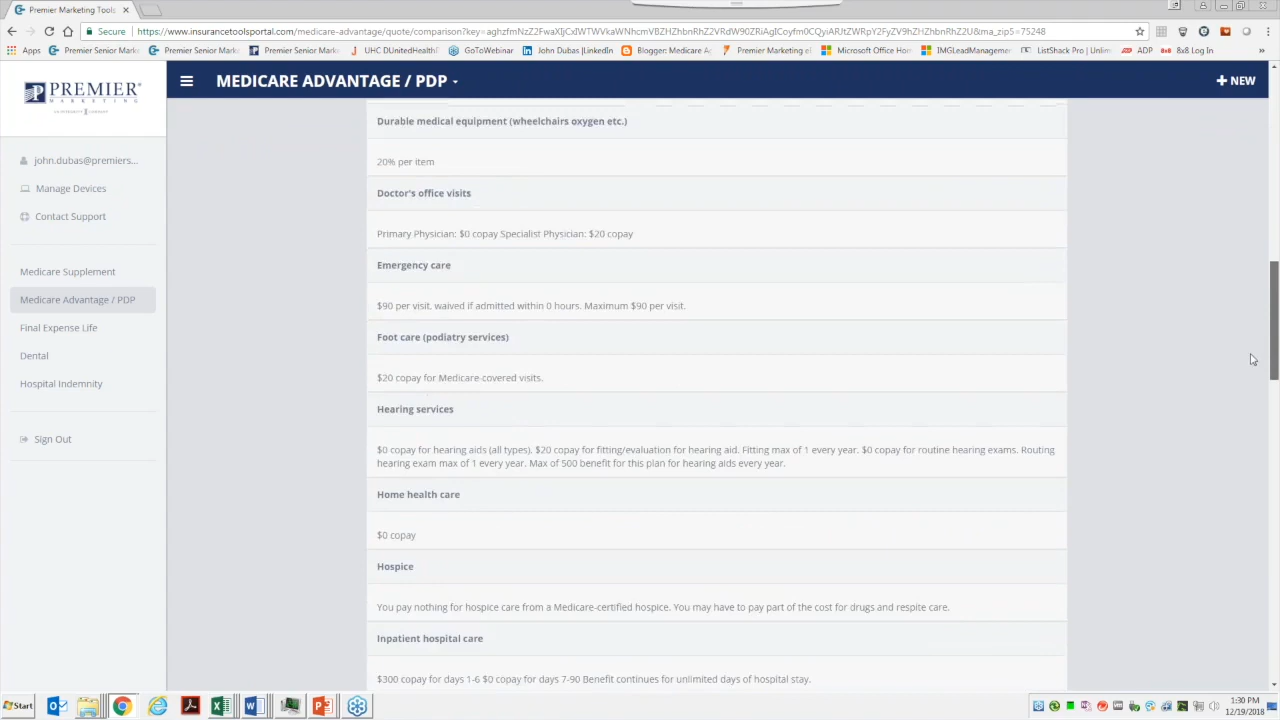 Premier Marketing Tools
Secure
https://www.insurancetoolsportal.com/medicare-advantage/quote/comparison?key=
Apps
Premier Senior Marke
Premier Senior Marke
Premier Senior Marke
UHC DUnitedHealth
GoToWebinar
John Dubas |LinkedIn
Blogger: Medicare
Premier Marketing el
Microsoft Office Hom
IMGLeadManagemer
ListShack Pro | Unlim
ADP
8x8 Log In
PREMIER
MARKETING
MEDICARE ADVANTAGE / PDP
NEW
john.dubas@premiers...
Manage Devices
Contact Support
Medicare Supplement
Medicare Advantage / PDP
Final Expense Life
Dental
Hospital Indemnity
Sign Out
Durable medical equipment (wheelchairs oxygen etc.)
20% per item
Doctor's office visits
Primary Physician: $0 copay Specialist Physician: $20 copay
Emergency care
$90 per visit, waived if admitted within 0 hours. Maximum $90 per visit.
Foot care (podiatry services)
$20 copay for Medicare-covered visits.
Hearing services
$0 copay for hearing aids (all types). $20 copay for fitting/evaluation for hearing aid. Fitting max of 1 every year. $0 copay for routine hearing exams. Routing
hearing exam max of 1 every year. Max of 500 benefit for this plan for hearing aids every year.
Home health care
$0 copay
Hospice
You pay nothing for hospice care from a Medicare-certified hospice. You may have to pay part of the cost for drugs and respite care.
Inpatient hospital care
$300 copay for days 1-6 $0 copay for days 7-90 Benefit continues for unlimited days of hospital stay.
Start
1:30 PM
12/19/2018